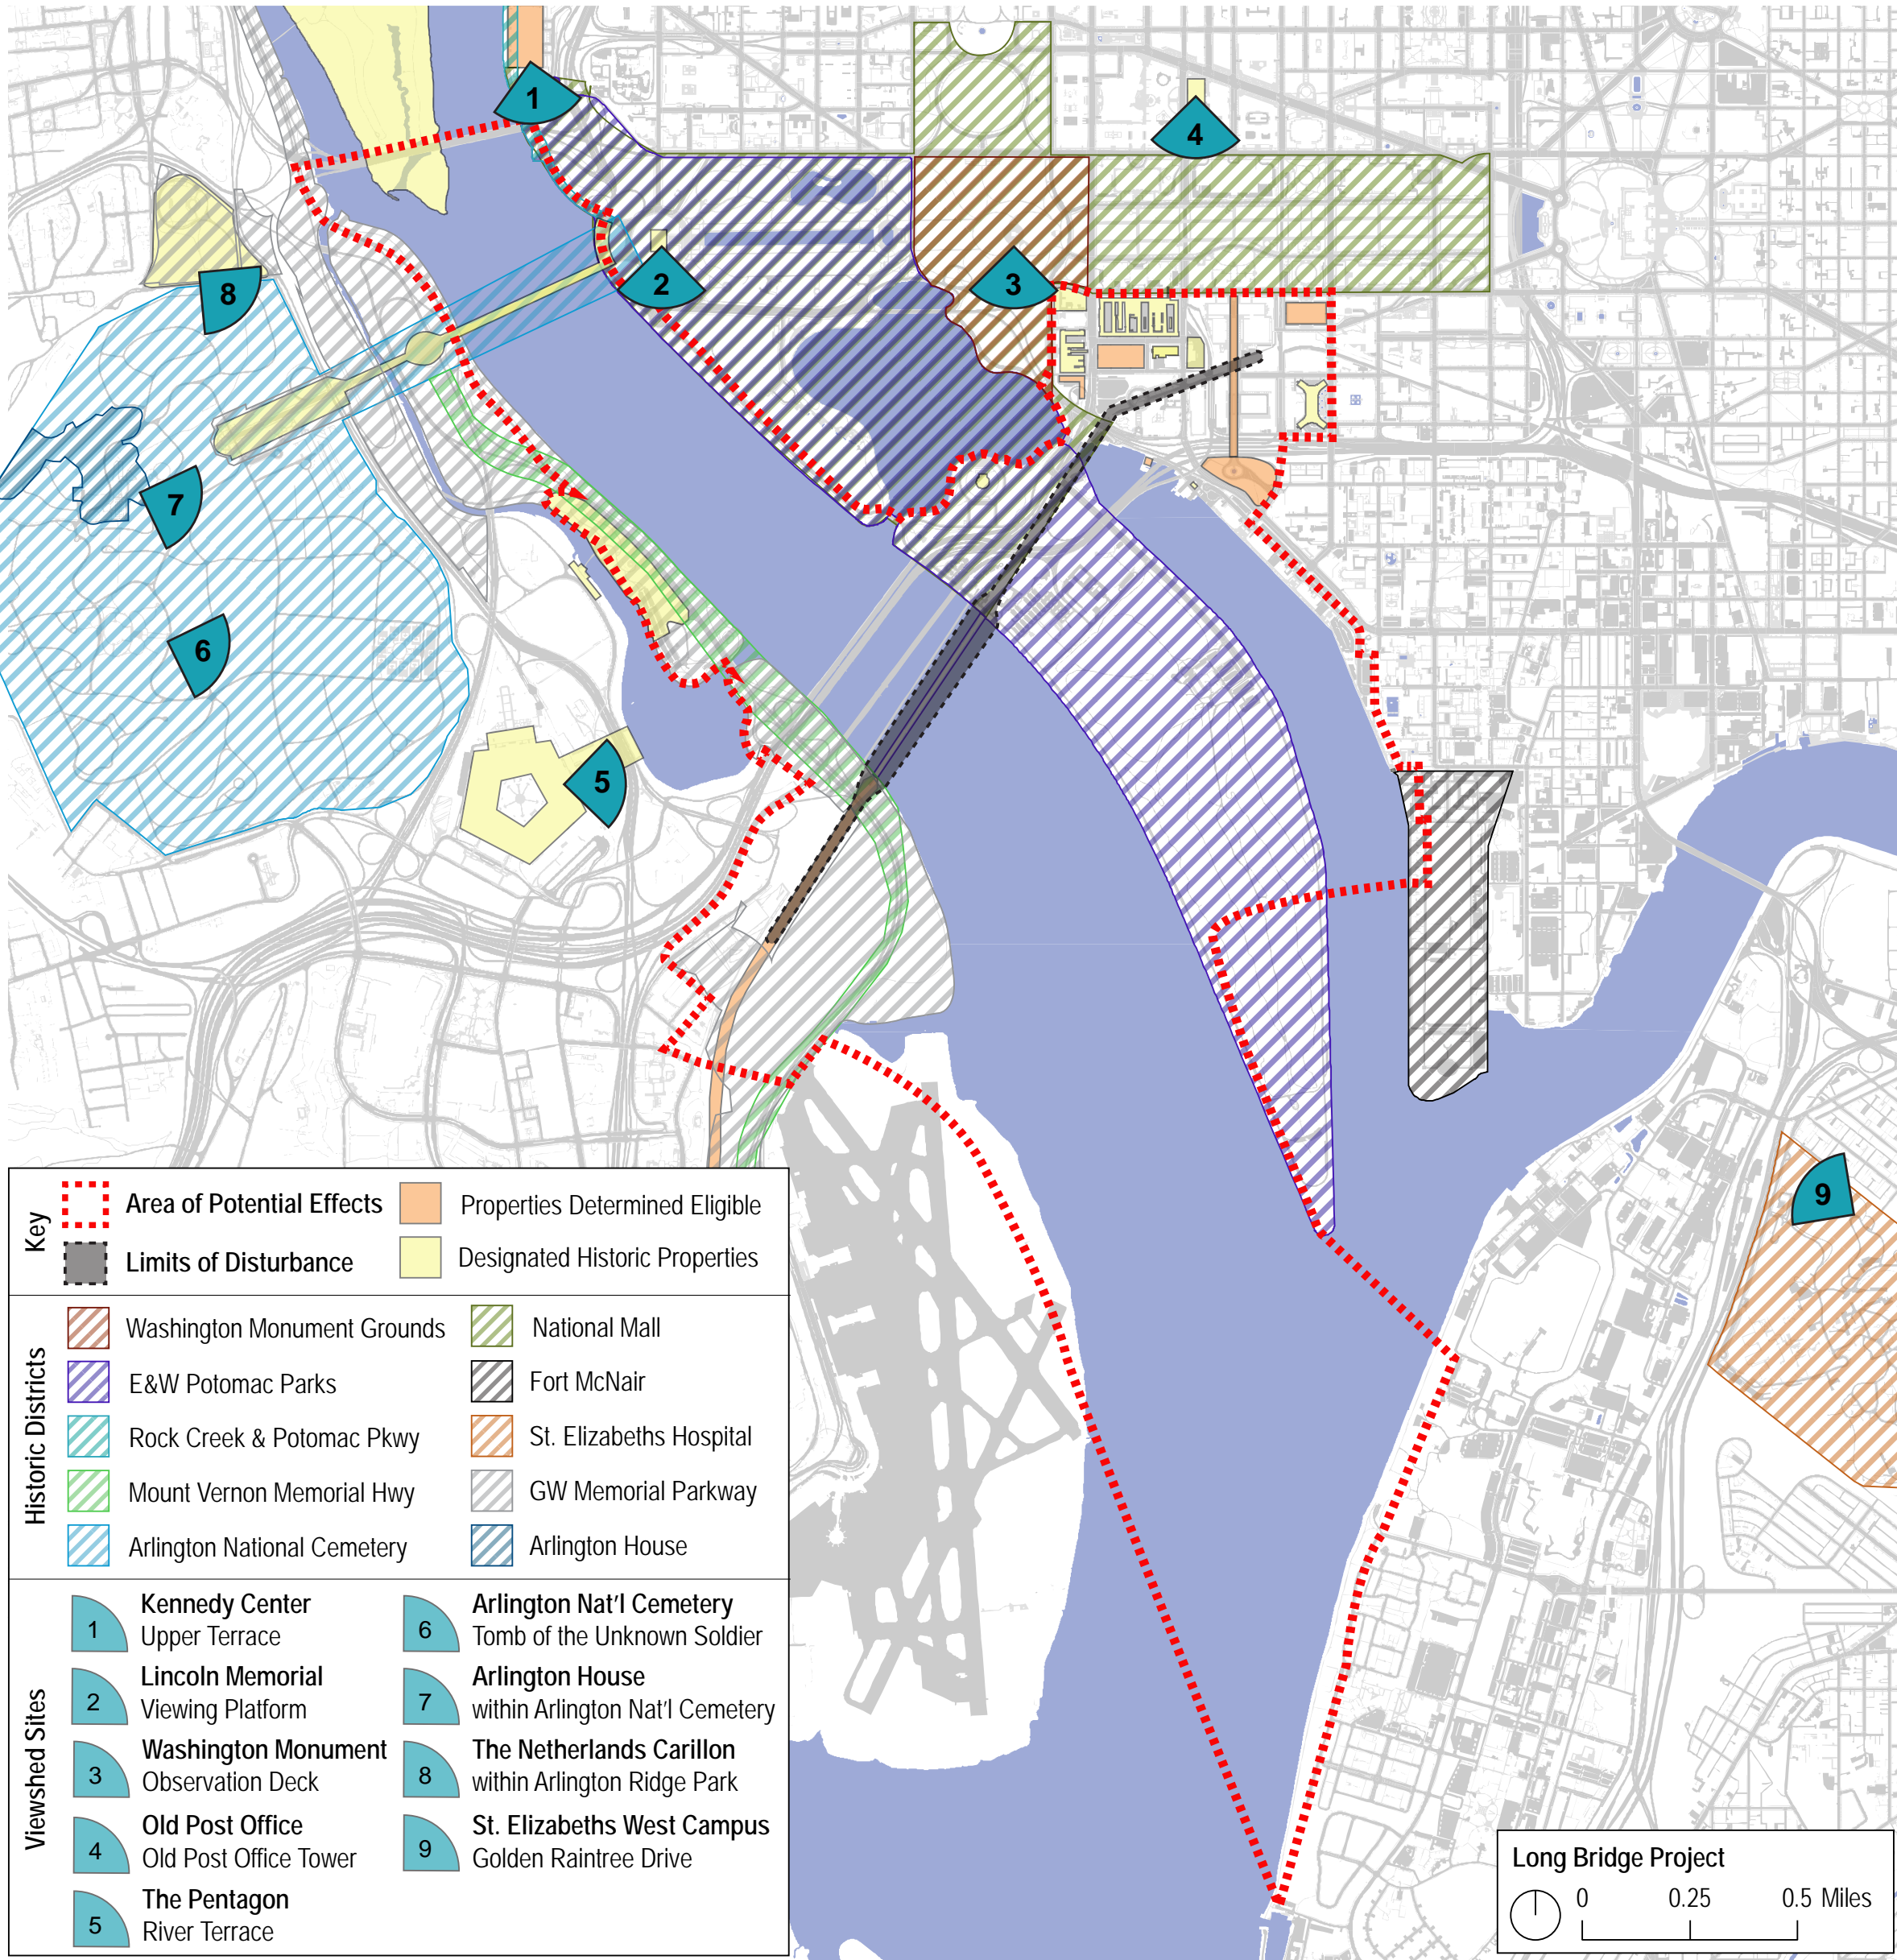 1
4
2
3
8
7
6
5
9
Key
Area of Potential Effects
Properties Determined Eligible
Limits of Disturbance
Designated Historic Properties
Historic Districts
Washington Monument Grounds
National Mall
E&W Potomac Parks
Fort McNair
Rock Creek & Potomac Pkwy
St. Elizabeths Hospital
Mount Vernon Memorial Hwy
GW Memorial Parkway
Arlington National Cemetery
Arlington House
Viewshed Sites
1
Kennedy Center
Upper Terrace
2
Lincoln Memorial
Viewing Platform
3
Washington Monument
Observation Deck
4
Old Post Office
Old Post Office Tower
5
The Pentagon
River Terrace
6
Arlington Nat'l Cemetery
Tomb of the Unknown Soldier
7
Arlington House
within Arlington Nat'l Cemetery
8
The Netherlands Carillon
within Arlington Ridge Park
9
St. Elizabeths West Campus
Golden Raintree Drive
Long Bridge Project
0 0.25 0.5 Miles